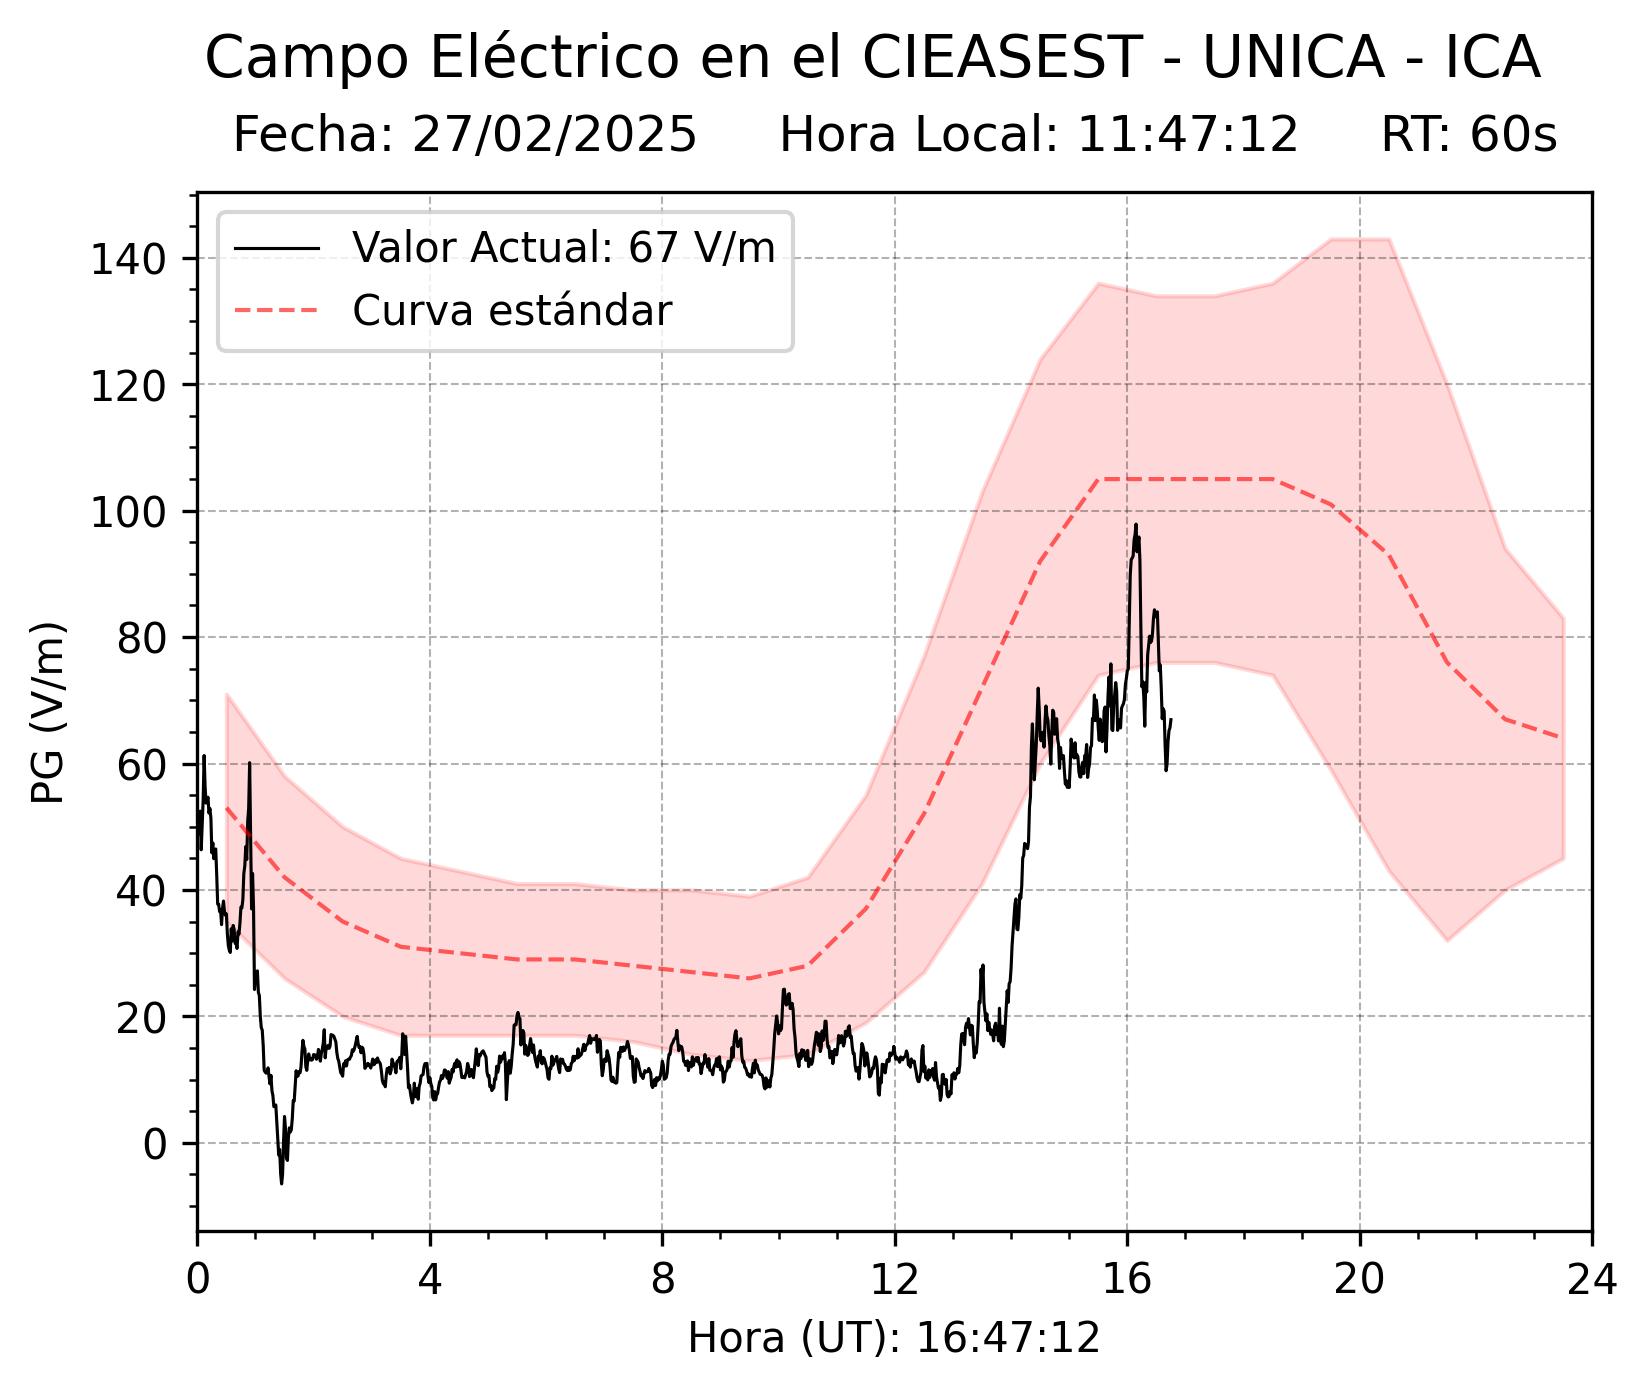 Campo Eléctrico en el CIEASEST - UNICA - ICA
Fecha: 27/02/2025 Hora Local: 11:47:12 RT: 60s
Valor Actual: 67 V/m
Curva estándar
PG (V/m)
140
120
100
80
60
40
20
0
0 4 8 12 16 20 24
Hora (UT): 16:47:12